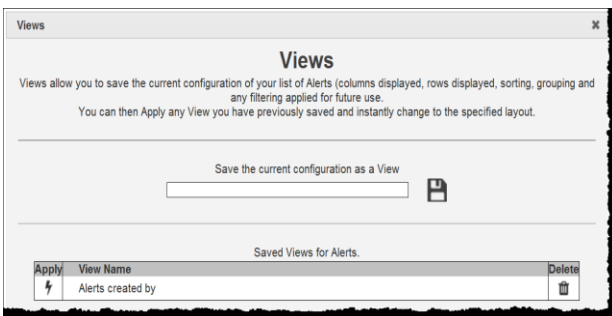 Views
Views
Views allow you to save the current configuration of your list of Alerts (columns displayed, rows displayed, sorting, grouping and
any filtering applied for future use.
You can then Apply any View you have previously saved and instantly change to the specified layout.
Save the current configuration as a View
Saved Views for Alerts.
Apply View Name Delete
Alerts created by